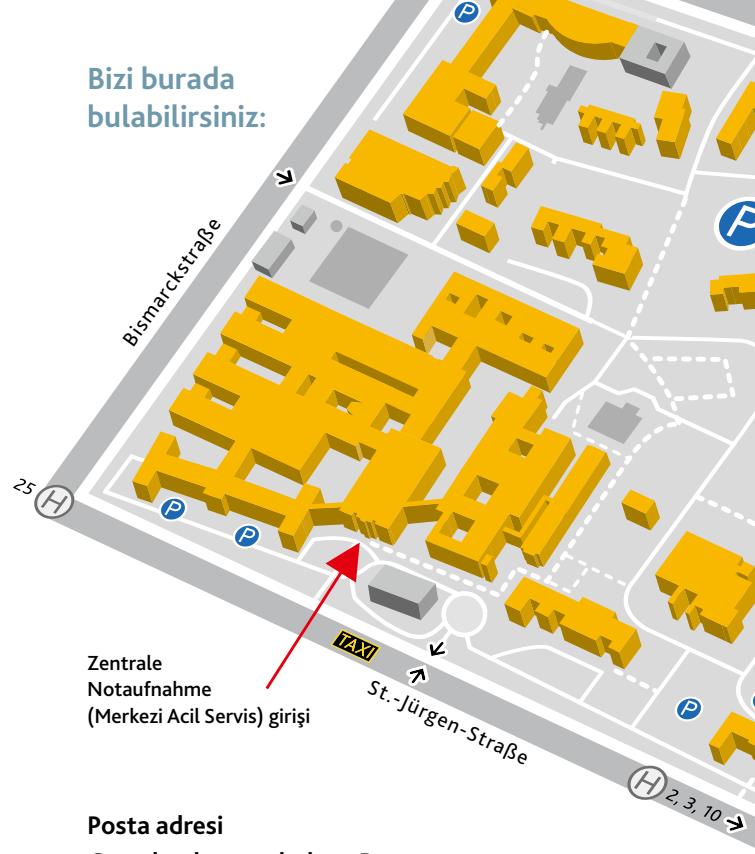 P
Bizi burada
bulabilirsiniz:
P
Bismarckstraße
25 H
P
P
TAXI
Zentrale
Notaufnahme
(Merkezi Acil Servis) girişi
St.-Jürgen-Straße
P
H 2, 3, 10
Posta adresi